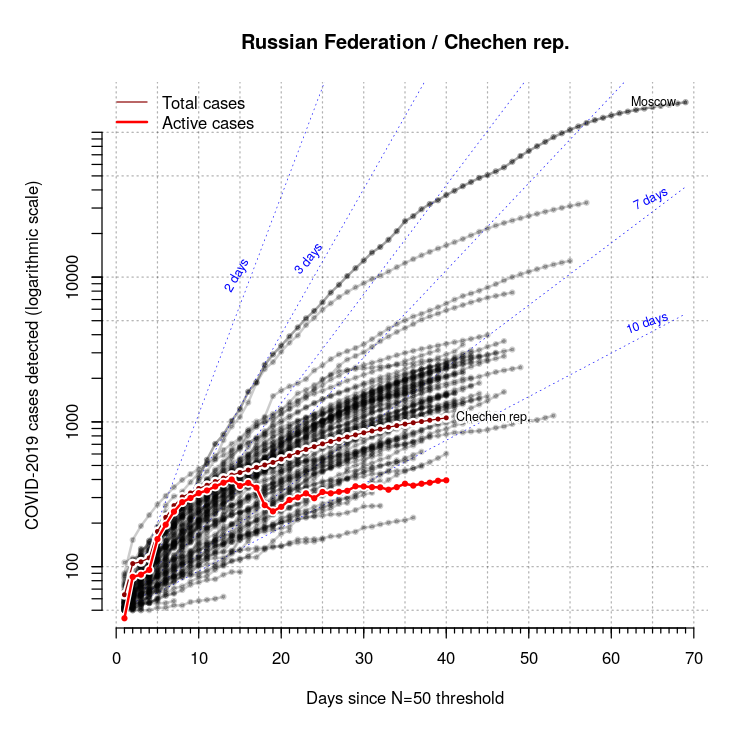 Russian Federation / Chechen rep.
Total cases
Active cases
Moscow
2 days
3 days
7 days
10 days
Chechen rep.
COVID-2019 cases detected (logarithmic scale)
10000
1000
100
0 10 20 30 40 50 60 70
Days since N=50 threshold